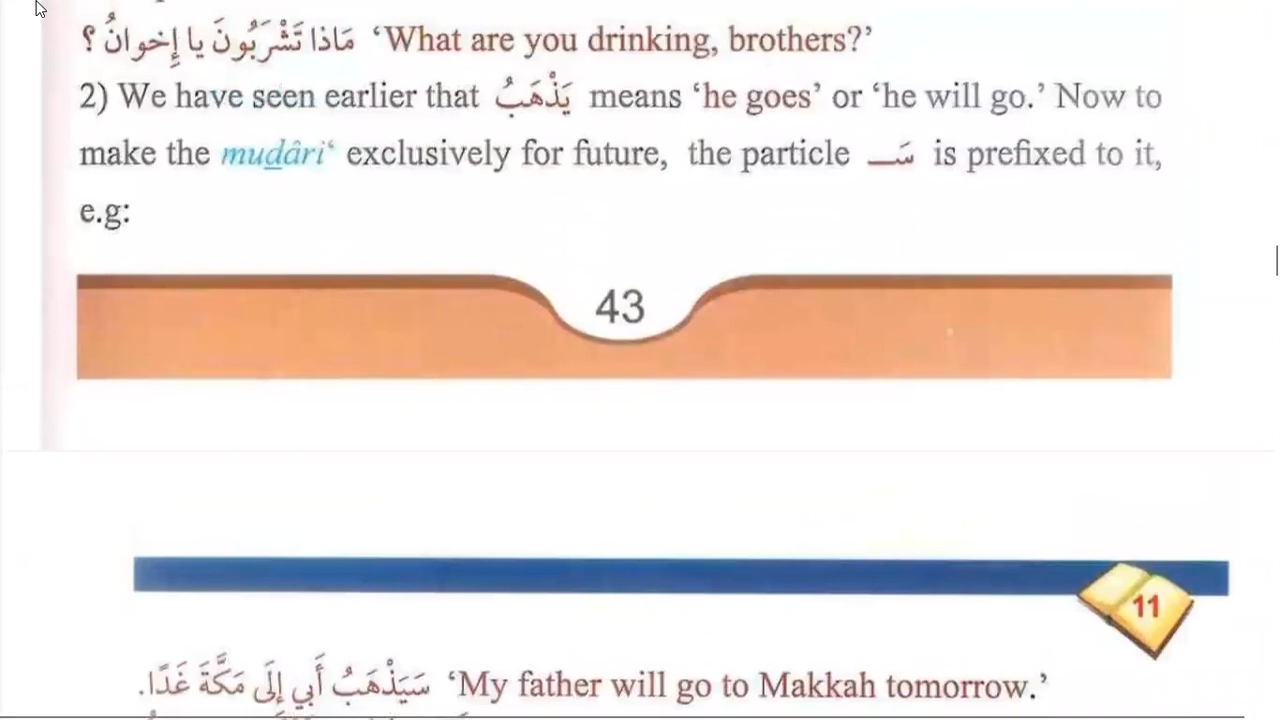 مَاذا تَشْرَبُونَ يا إِخوانُ ؟ ‘What are you drinking, brothers?’
2) We have seen earlier that يَذْهَبُ means ‘he goes’ or ‘he will go.’ Now to
make the muḏâri‘ exclusively for future, the particle سَـ is prefixed to it,
e.g:
43
11
سَيَذْهَبُ أَبي إِلَى مَكَّةَ غَدًا. ‘My father will go to Makkah tomorrow.’